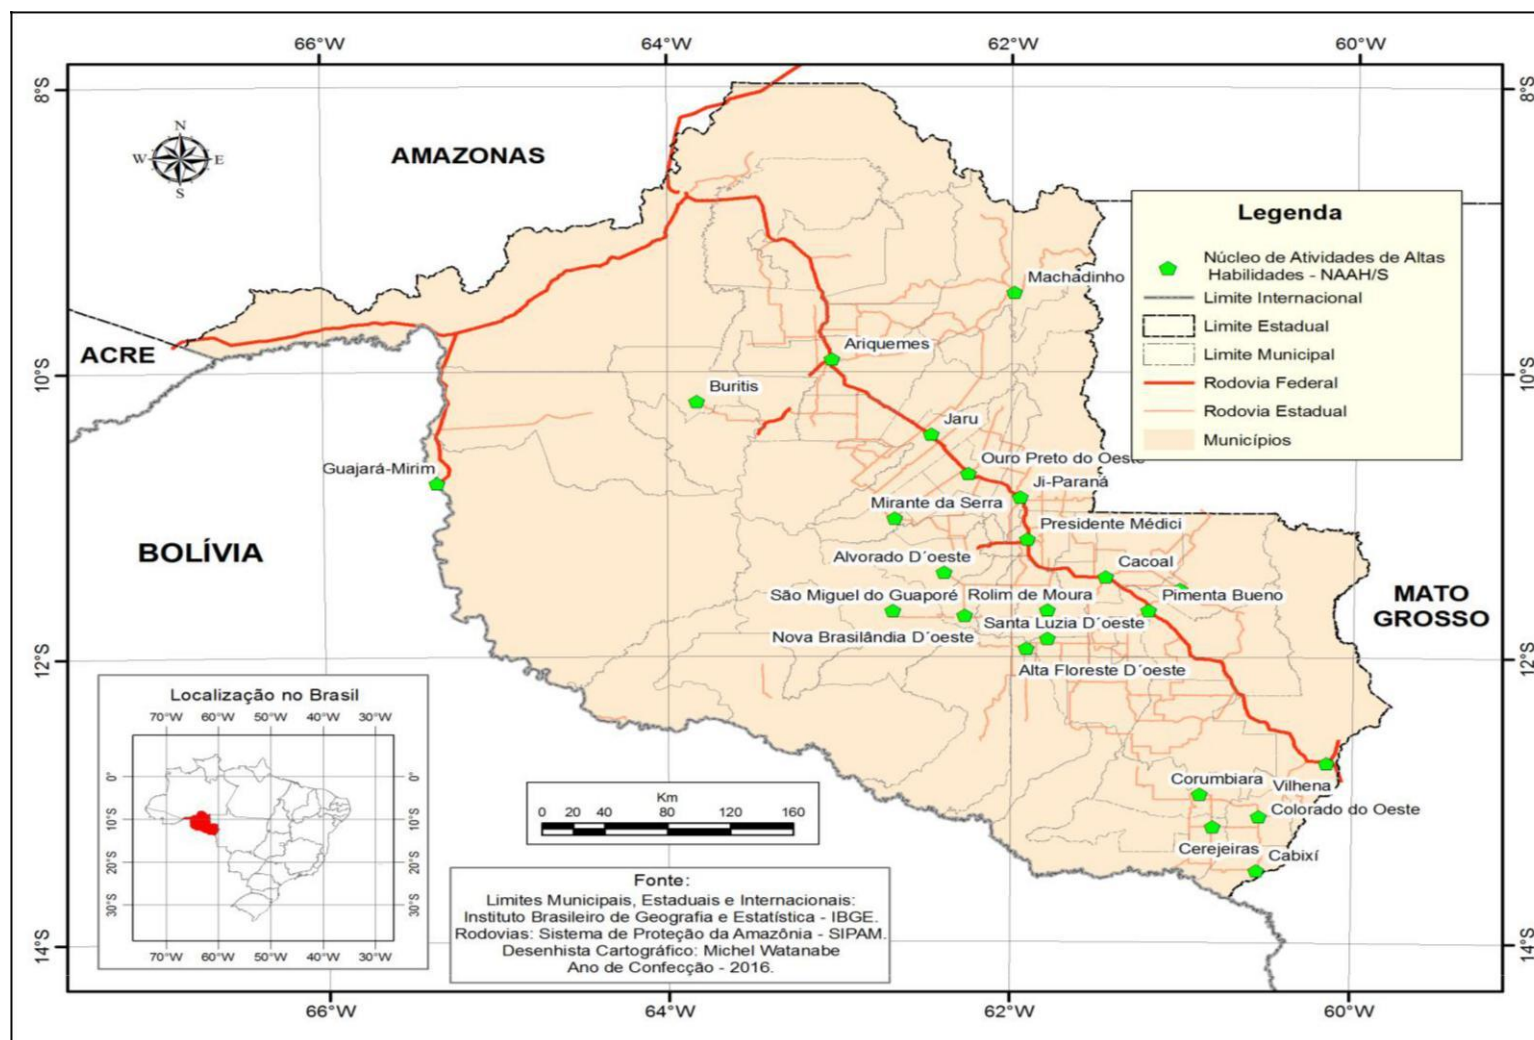 66°W 64°W 62°W 60°W
8°S 8°S
N
W E
S
AMAZONAS
Legenda
Núcleo de Atividades de Altas
Habilidades - NAAH/S
Limite Internacional
Limite Estadual
Limite Municipal
Rodovia Federal
Rodovia Estadual
Municípios
Machadinho
ACRE
Ariquemes
10°S 10°S
Buritis
Jaru
Guajará-Mirim
Ouro Preto do Oeste
Ji-Paraná
Mirante da Serra
Presidente Médici
BOLÍVIA
Alvorado D´oeste
Cacoal
São Miguel do Guaporé
Rolim de Moura
Pimenta Bueno
MATO
GROSSO
Santa Luzia D´oeste
Nova Brasilândia D´oeste
12°S 12°S
Alta Floreste D´oeste
Localização no Brasil
70°W 60°W 50°W 40°W 30°W
0° 0°
10°S 10°S
20°S 20°S
30°S 30°S
70°W 60°W 50°W 40°W 30°W
Km
0 20 40 80 120 160
Corumbiara
Vilhena
Colorado do Oeste
Cerejeiras
Cabixí
Fonte:
Limites Municipais, Estaduais e Internacionais:
Instituto Brasileiro de Geografia e Estatística - IBGE.
Rodovias: Sistema de Proteção da Amazônia - SIPAM.
Desenhista Cartográfico: Michel Watanabe
Ano de Confecção - 2016.
14°S 14°S
66°W 64°W 62°W 60°W